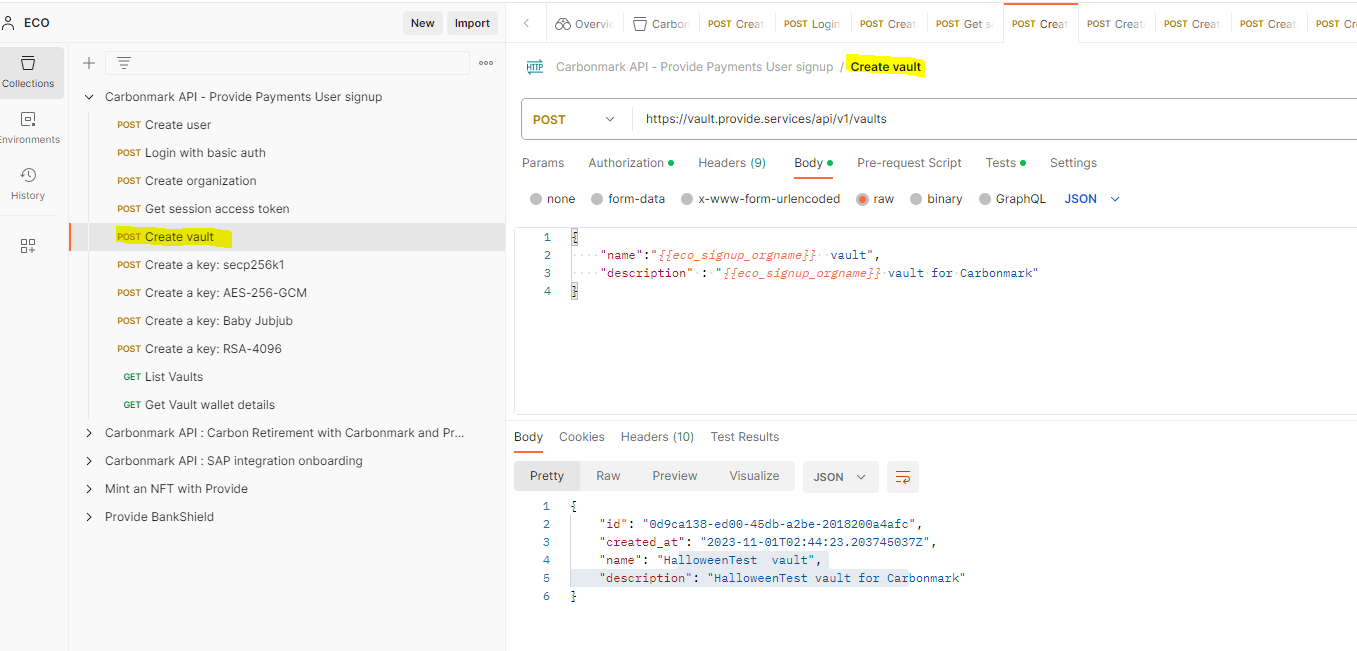 ECO
New
Import
Collections
Environments
History
Carbonmark API - Provide Payments User signup
POST Create user
POST Login with basic auth
POST Create organization
POST Get session access token
POST Create vault
POST Create a key: secp256k1
POST Create a key: AES-256-GCM
POST Create a key: Baby Jubjub
POST Create a key: RSA-4096
GET List Vaults
GET Get Vault wallet details
Carbonmark API : Carbon Retirement with Carbonmark and Pr...
Carbonmark API : SAP integration onboarding
Mint an NFT with Provide
Provide BankShield
Overvi Carbon POST Creat POST Login POST Creat POST Get s POST Creat POST Creat POST Creat POST Creat POST Cr
HTTP Carbonmark API - Provide Payments User signup / Create vault
POST https://vault.provide.services/api/v1/vaults
Params Authorization Headers (9) Body Pre-request Script Tests Settings
none form-data x-www-form-urlencoded raw binary GraphQL JSON
1 {
2 "name":"{{eco_signup_orgname}}  vault",
3 "description" : "{{eco_signup_orgname}} vault for Carbonmark"
4 }
Body Cookies Headers (10) Test Results
Pretty Raw Preview Visualize JSON
1 {
2 "id": "0d9ca138-ed00-45db-a2be-2018200a4afc",
3 "created_at": "2023-11-01T02:44:23.203745037Z",
4 "name": "HalloweenTest  vault",
5 "description": "HalloweenTest vault for Carbonmark"
6 }